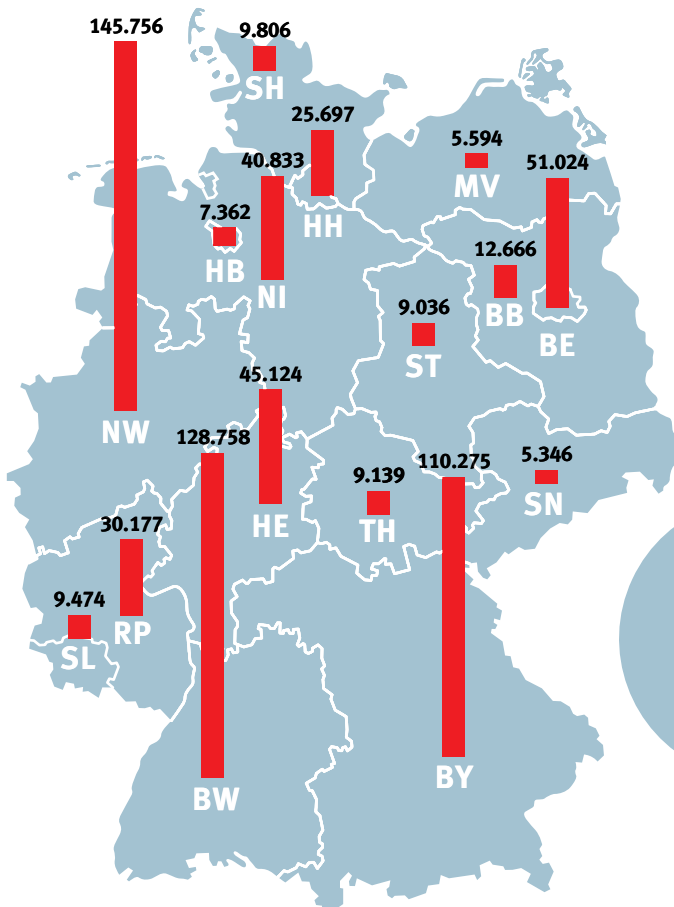 145.756
NW
9.806
SH
25.697
HH
40.833
NI
7.362
HB
5.594
MV
51.024
BE
12.666
BB
9.036
ST
45.124
HE
128.758
BW
9.139
TH
110.275
BY
5.346
SN
30.177
RP
9.474
SL